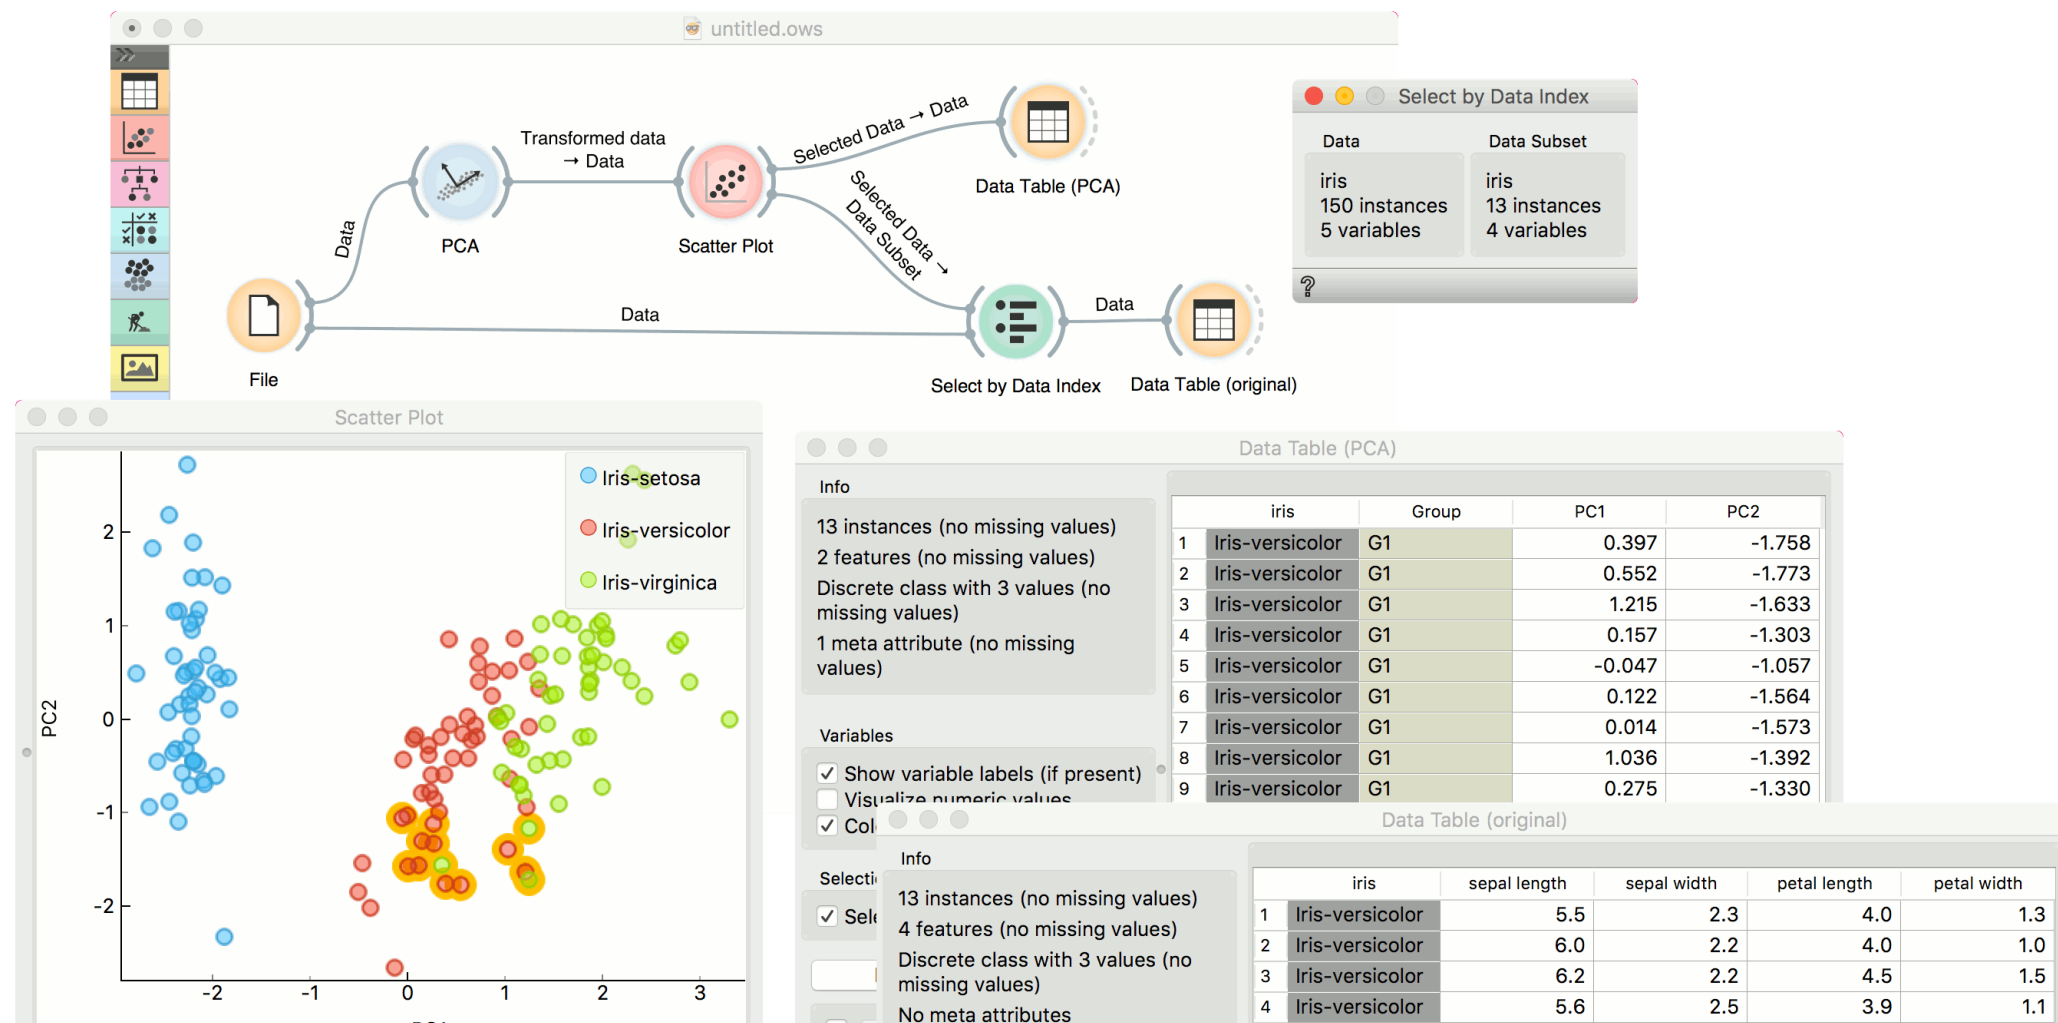 untitled.ows
Transformed data
→ Data
Selected Data → Data
Data Table (PCA)
Data
PCA
Scatter Plot
Selected Data →
Data Subset
File
Data
Select by Data Index
Data
Data Table (original)
Select by Data Index
Data
Data Subset
iris
iris
150 instances
13 instances
5 variables
4 variables
?
Scatter Plot
Iris-setosa
Iris-versicolor
Iris-virginica
PC2
2
1
0
-1
-2
-2 -1 0 1 2 3
Data Table (PCA)
Info
13 instances (no missing values)
2 features (no missing values)
Discrete class with 3 values (no
missing values)
1 meta attribute (no missing
values)
Variables
Show variable labels (if present)
Visualize numeric values
iris Group PC1 PC2
1 Iris-versicolor G1 0.397 -1.758
2 Iris-versicolor G1 0.552 -1.773
3 Iris-versicolor G1 1.215 -1.633
4 Iris-versicolor G1 0.157 -1.303
5 Iris-versicolor G1 -0.047 -1.057
6 Iris-versicolor G1 0.122 -1.564
7 Iris-versicolor G1 0.014 -1.573
8 Iris-versicolor G1 1.036 -1.392
9 Iris-versicolor G1 0.275 -1.330
Data Table (original)
Info
13 instances (no missing values)
4 features (no missing values)
Discrete class with 3 values (no
missing values)
No meta attributes
iris sepal length sepal width petal length petal width
1 Iris-versicolor 5.5 2.3 4.0 1.3
2 Iris-versicolor 6.0 2.2 4.0 1.0
3 Iris-versicolor 6.2 2.2 4.5 1.5
4 Iris-versicolor 5.6 2.5 3.9 1.1